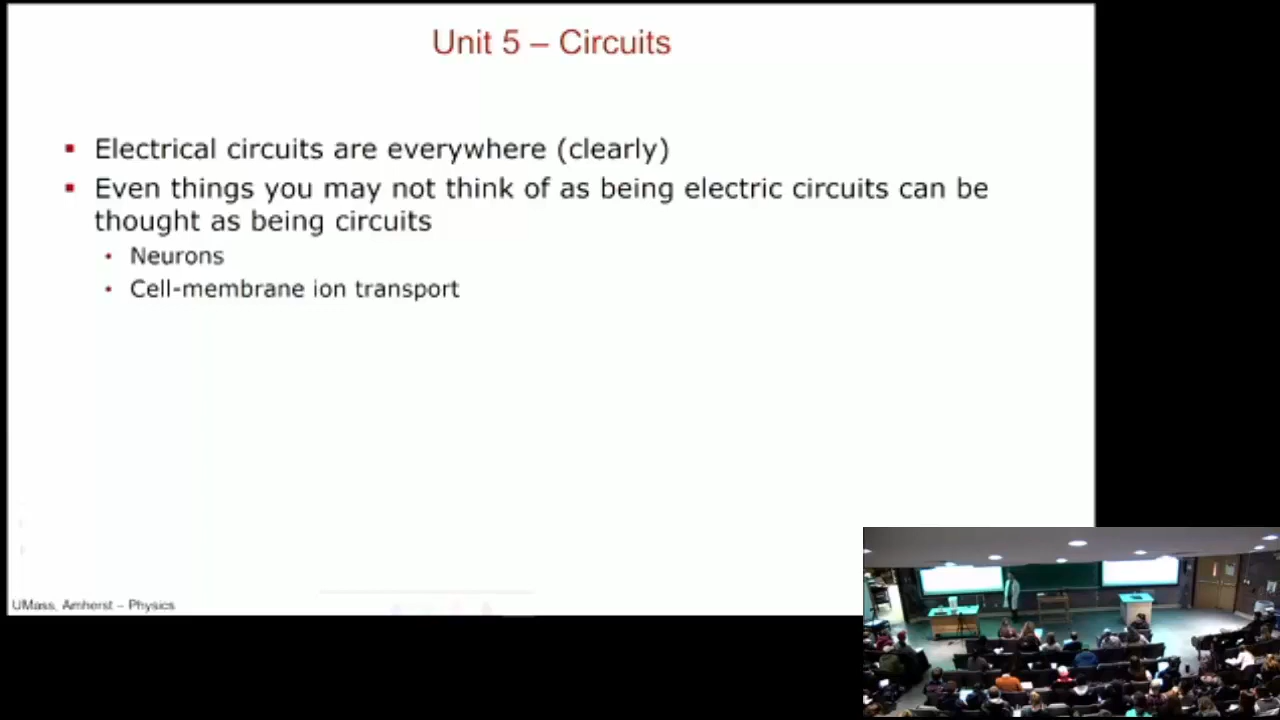 Unit 5 – Circuits
▪ Electrical circuits are everywhere (clearly)
▪ Even things you may not think of as being electric circuits can be
thought as being circuits
• Neurons
• Cell-membrane ion transport
UMass, Amherst – Physics